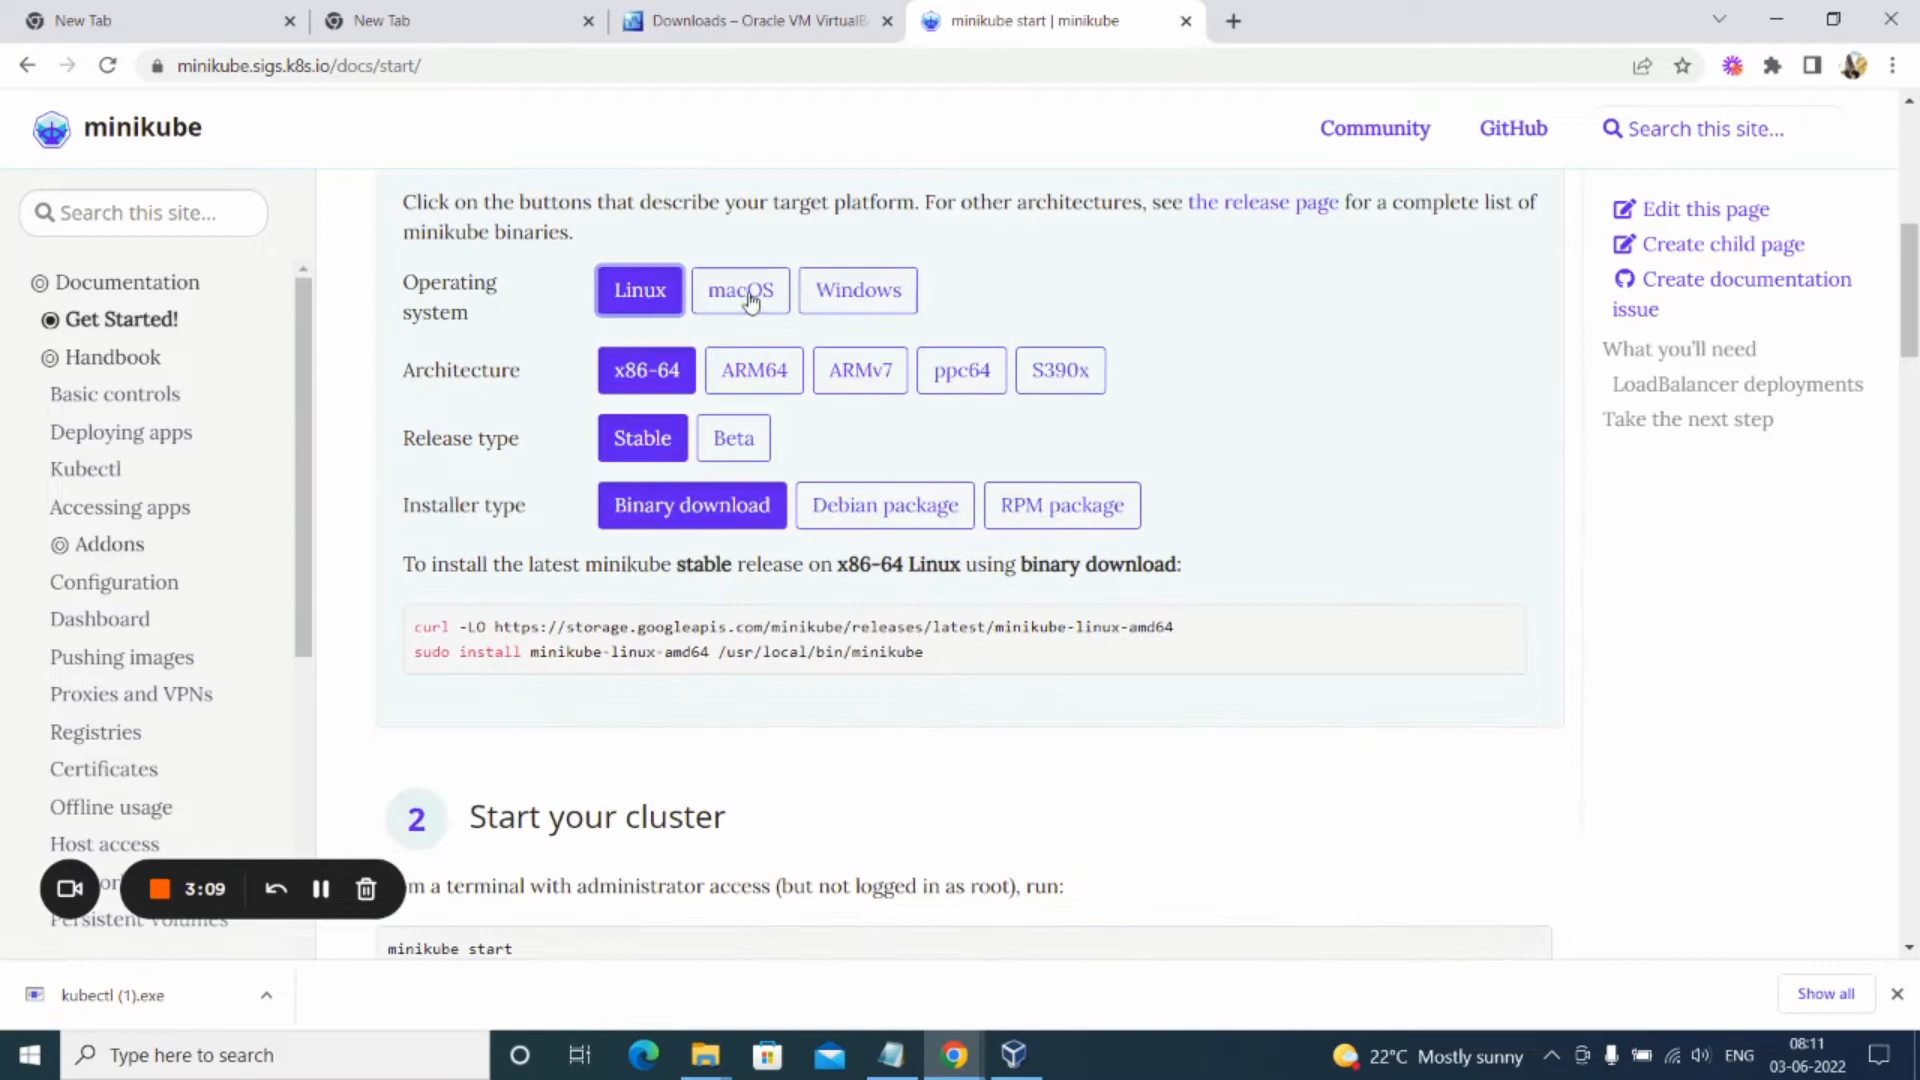 New Tab
New Tab
Downloads – Oracle VM VirtualB
minikube start | minikube
minikube.sigs.k8s.io/docs/start/
minikube
Community
GitHub
Search this site...
Search this site...
Documentation
Get Started!
Handbook
Basic controls
Deploying apps
Kubectl
Accessing apps
Addons
Configuration
Dashboard
Pushing images
Proxies and VPNs
Registries
Certificates
Offline usage
Host access
Persistent Volumes
Click on the buttons that describe your target platform. For other architectures, see the release page for a complete list of
minikube binaries.
Operating
system
Linux
macOS
Windows
Architecture
x86-64
ARM64
ARMv7
ppc64
S390x
Release type
Stable
Beta
Installer type
Binary download
Debian package
RPM package
To install the latest minikube stable release on x86-64 Linux using binary download:
curl -LO https://storage.googleapis.com/minikube/releases/latest/minikube-linux-amd64
sudo install minikube-linux-amd64 /usr/local/bin/minikube
2 Start your cluster
m a terminal with administrator access (but not logged in as root), run:
minikube start
Edit this page
Create child page
Create documentation
issue
What you'll need
LoadBalancer deployments
Take the next step
3:09
kubectl (1).exe
Show all
Type here to search
22°C Mostly sunny
ENG
08:11
03-06-2022